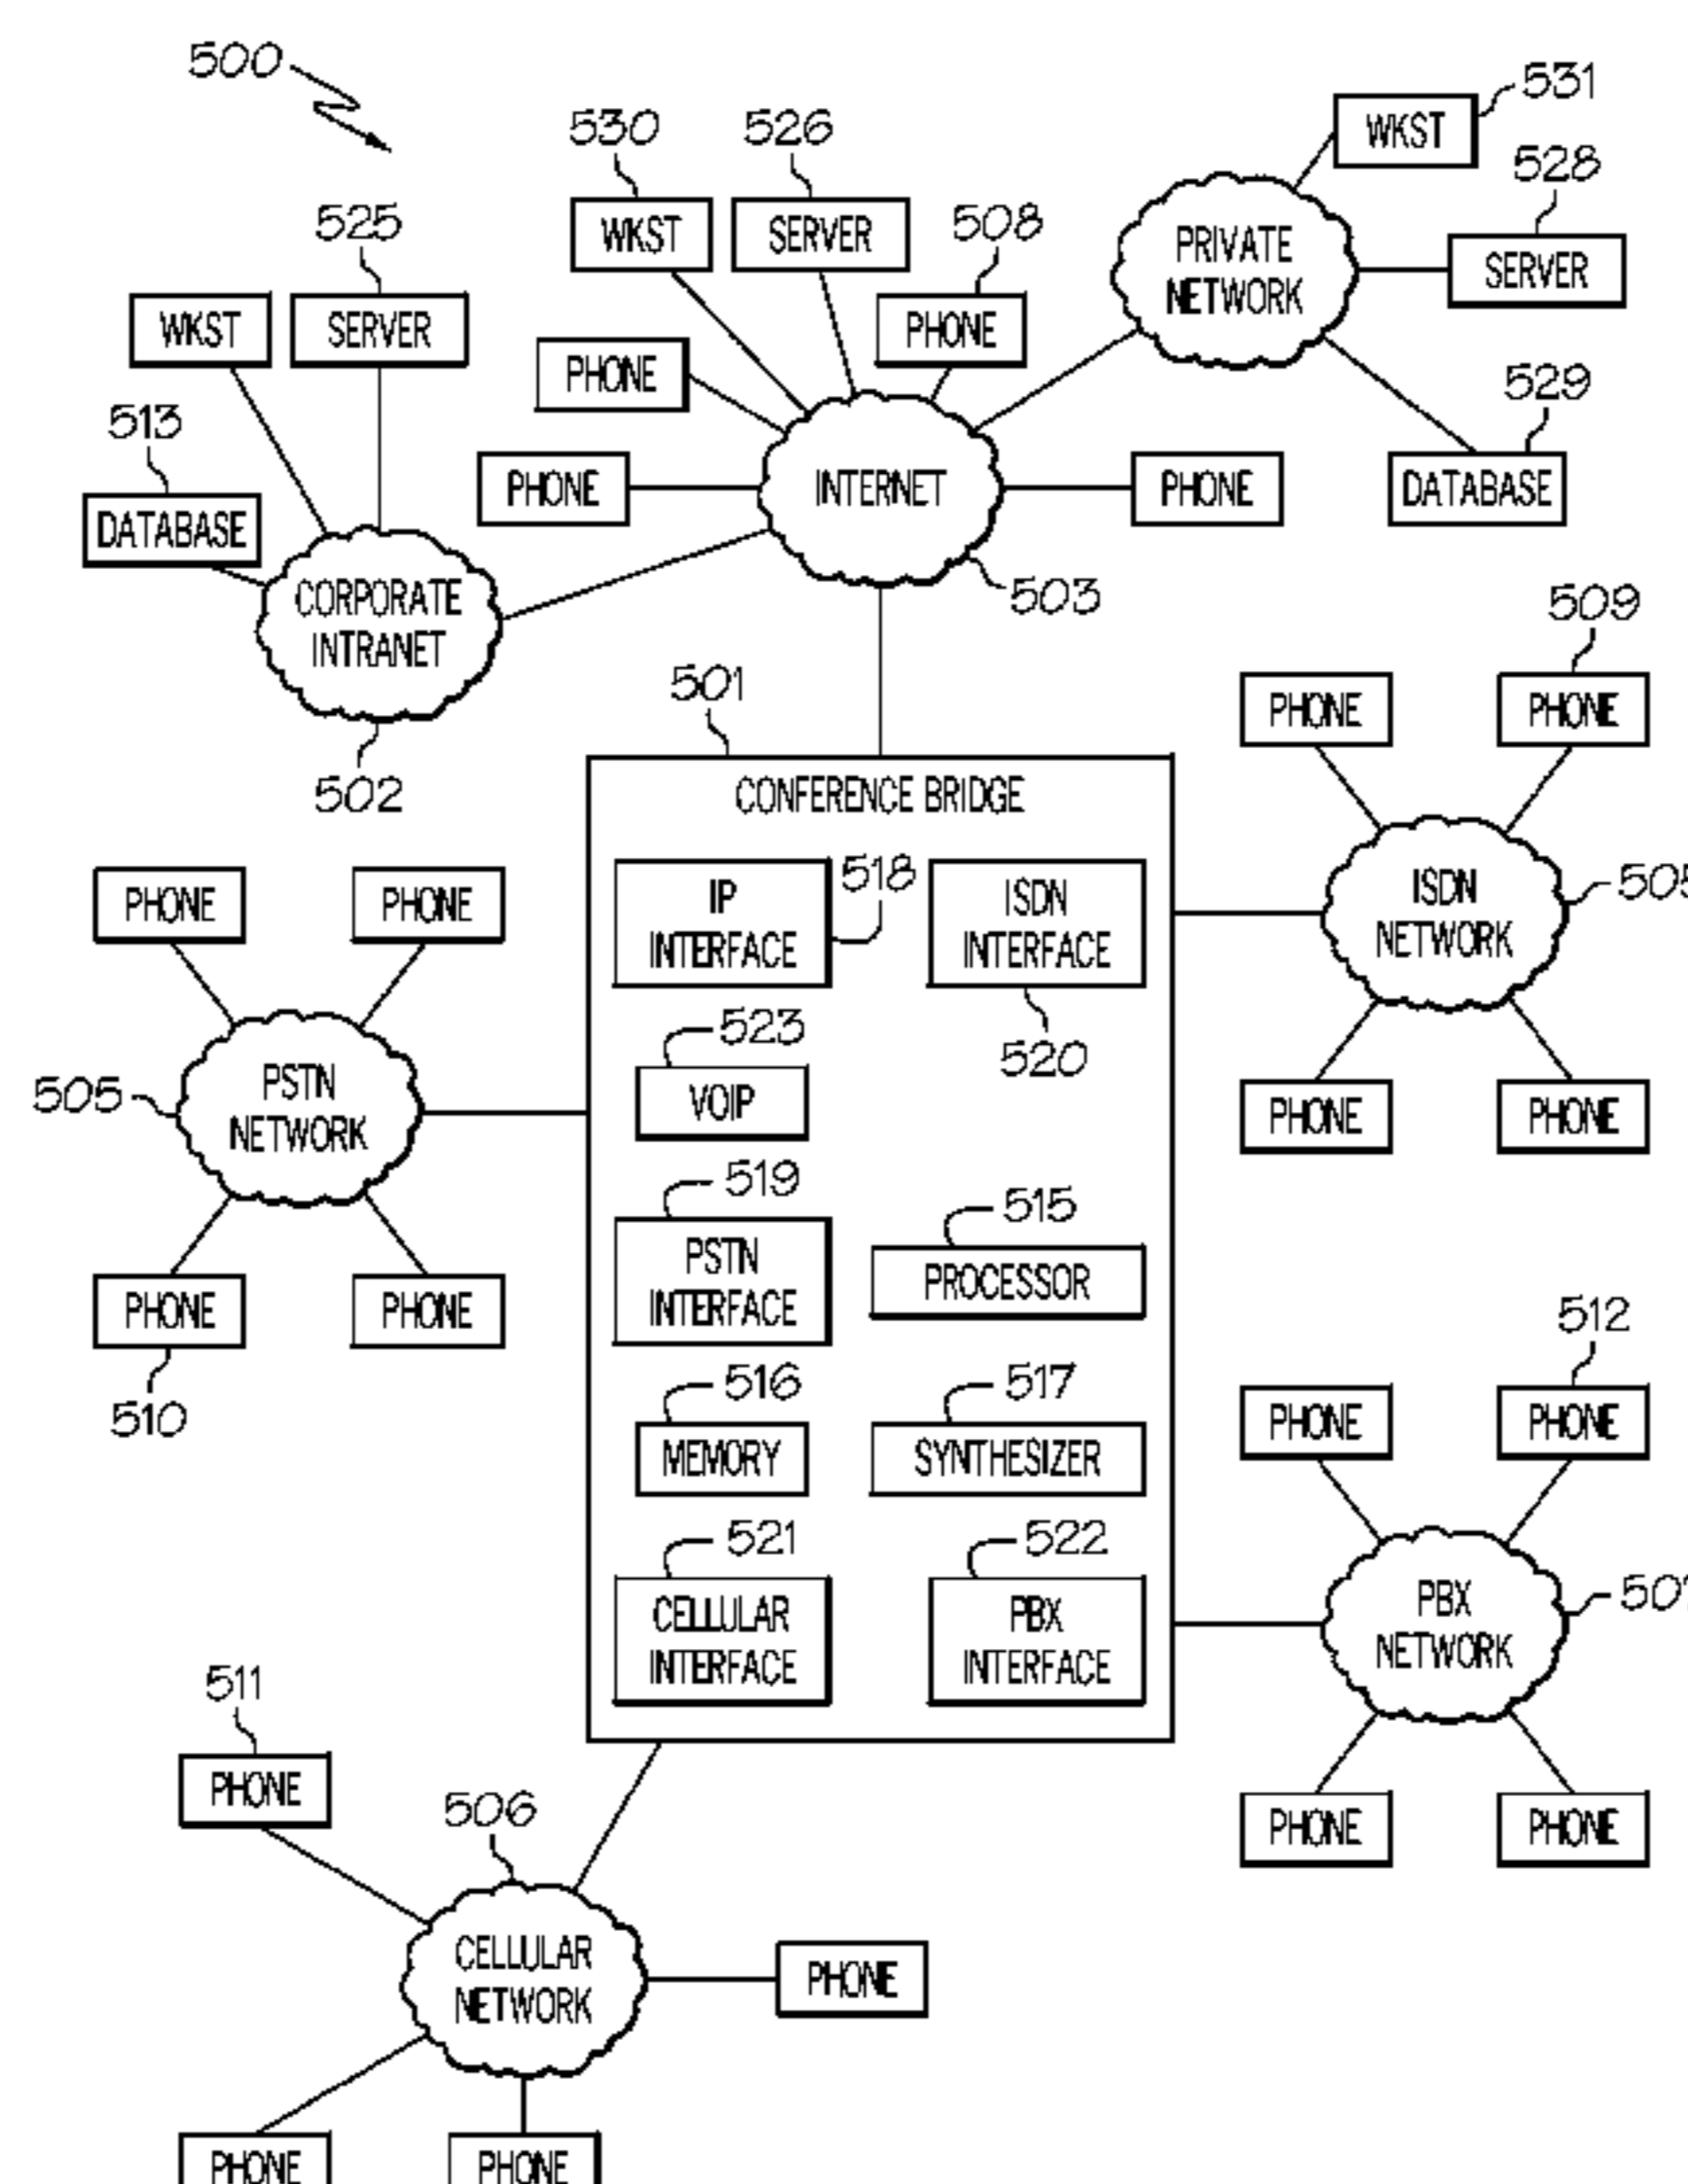 500
530
526
531
WKST
528
525
WKST
SERVER
508
PRIVATE
NETWORK
SERVER
WKST
SERVER
PHONE
PHONE
529
513
PHONE
INTERNET
PHONE
DATABASE
DATABASE
CORPORATE
INTRANET
503
509
501
PHONE
PHONE
502
CONFERENCE BRIDGE
PHONE
PHONE
IP
INTERFACE
518
ISDN
INTERFACE
ISDN
NETWORK
505
523
520
505
PSTN
NETWORK
VOIP
PHONE
PHONE
519
515
PSTN
INTERFACE
PROCESSOR
PHONE
PHONE
512
510
516
517
PHONE
PHONE
MEMORY
SYNTHESIZER
521
522
CELLULAR
INTERFACE
PBX
INTERFACE
PBX
NETWORK
511
PHONE
506
PHONE
PHONE
CELLULAR
NETWORK
PHONE
PHONE
PHONE